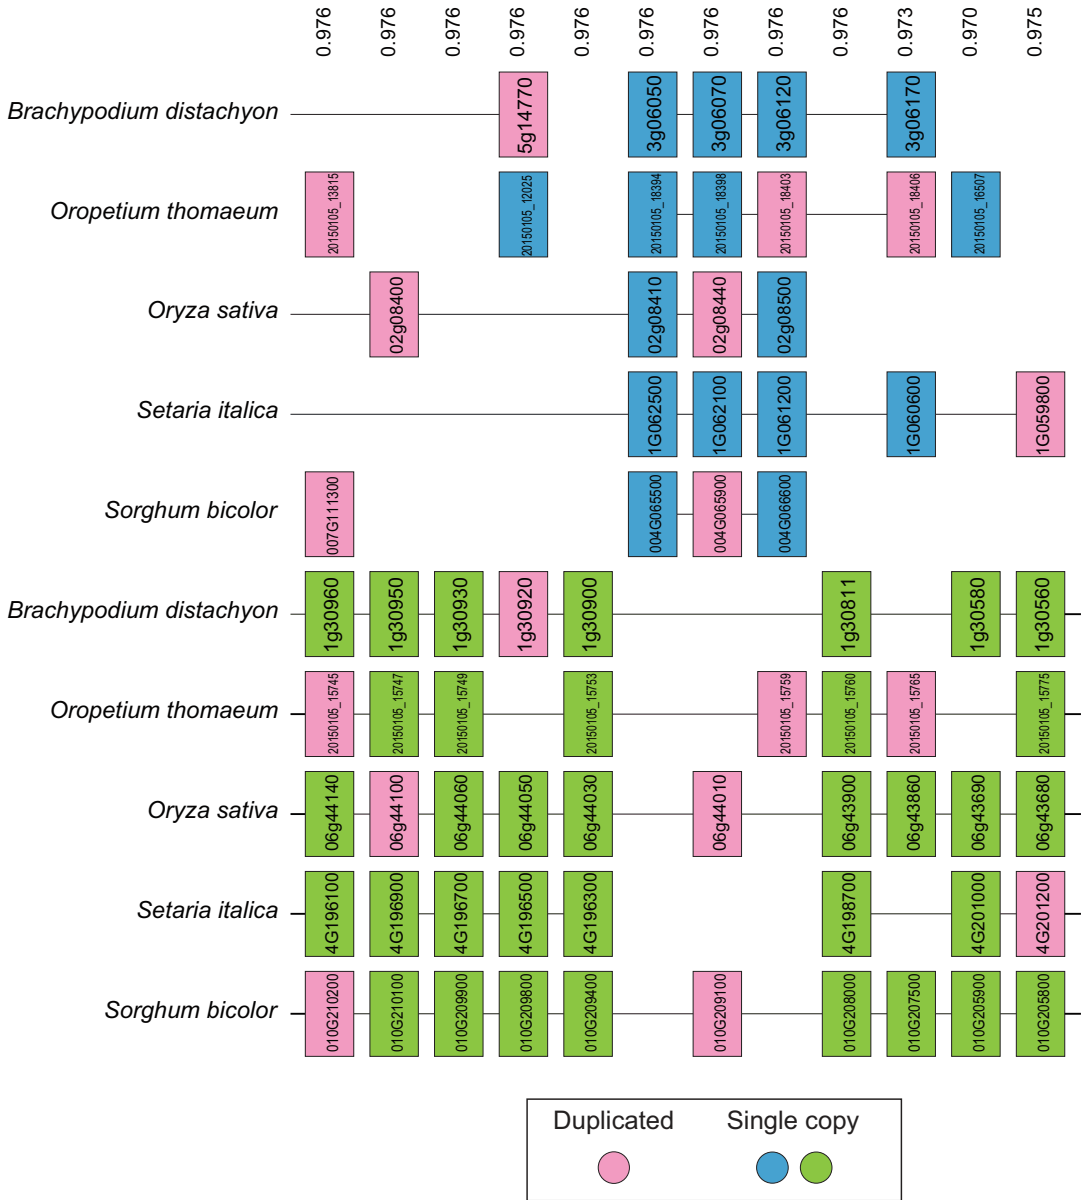 0.976 0.976 0.976 0.976 0.976 0.976 0.976 0.976 0.973 0.970 0.975
Brachypodium distachyon 5g14770 3g06050 3g06070 3g06120 3g06170
Oropetium thomaeum 20150105_13815 20150105_12025 20150105_18394 20150105_18398 20150105_18403 20150105_18406 20150105_16507
Oryza sativa 02g08400 02g08410 02g08440 02g08500
Setaria italica 1G062500 1G062100 1G061200 1G060600 1G059800
Sorghum bicolor 007G111300 004G065500 004G065900 004G066600
Brachypodium distachyon 1g30960 1g30950 1g30930 1g30920 1g30900 1g30811 1g30580 1g30560
Oropetium thomaeum 20150105_15745 20150105_15747 20150105_15749 20150105_15753 20150105_15759 20150105_15760 20150105_15765 20150105_15775
Oryza sativa 06g44140 06g44100 06g44060 06g44050 06g44030 06g44010 06g43900 06g43860 06g43690 06g43680
Setaria italica 4G196100 4G196900 4G196700 4G196500 4G196300 4G198700 4G201000 4G201200
Sorghum bicolor 010G210200 010G210100 010G209900 010G209800 010G209400 010G209100 010G208000 010G207500 010G205900 010G205800
Duplicated Single copy